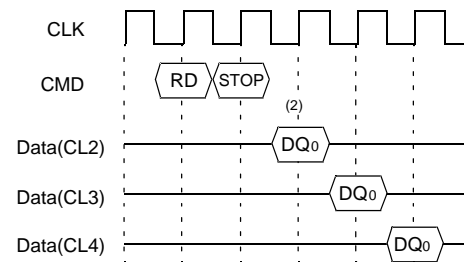 CLK
CMD RD STOP
(2)
Data(CL2) DQ0
Data(CL3) DQ0
Data(CL4) DQ0